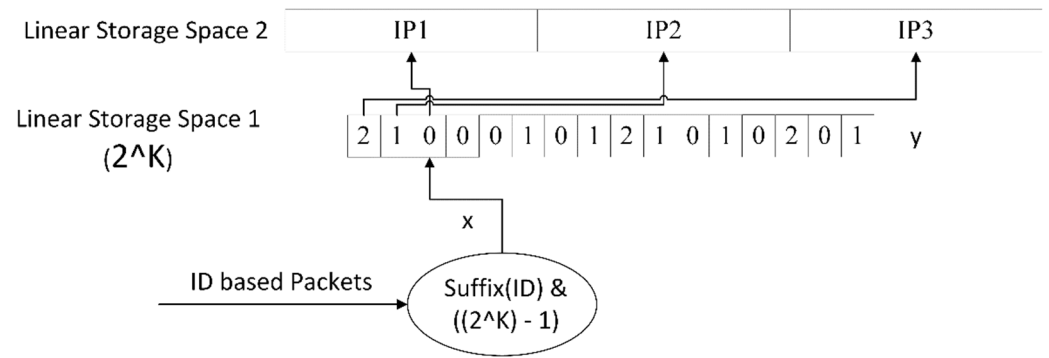 Linear Storage Space 2 IP1 IP2 IP3
Linear Storage Space 1
(2^K)
2 1 0 0 0 1 0 1 2 1 0 1 0 2 0 1 y
x
ID based Packets
Suffix(ID) &
((2^K) - 1)